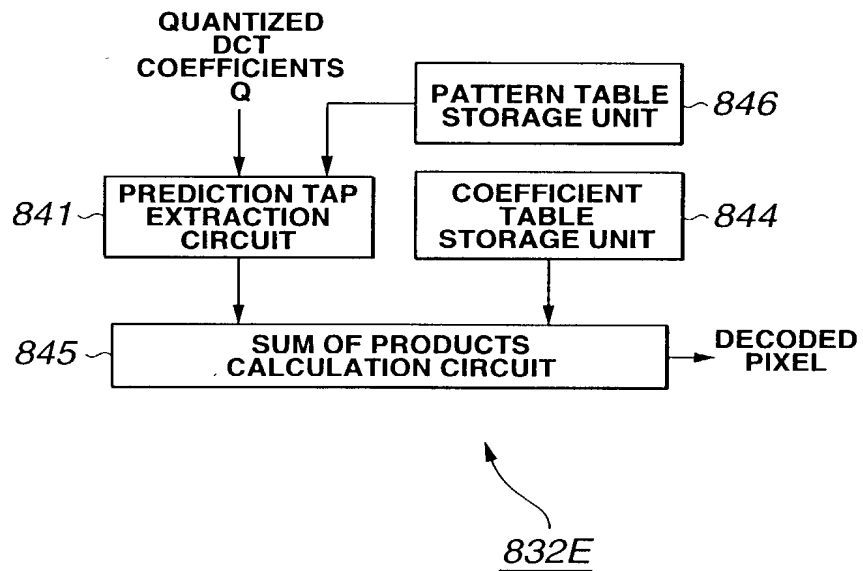 QUANTIZED
DCT
COEFFICIENTS
Q
PATTERN TABLE
STORAGE UNIT
846
841
PREDICTION TAP
EXTRACTION
CIRCUIT
COEFFICIENT
TABLE
STORAGE UNIT
844
845
SUM OF PRODUCTS
CALCULATION CIRCUIT
DECODED
PIXEL
832E